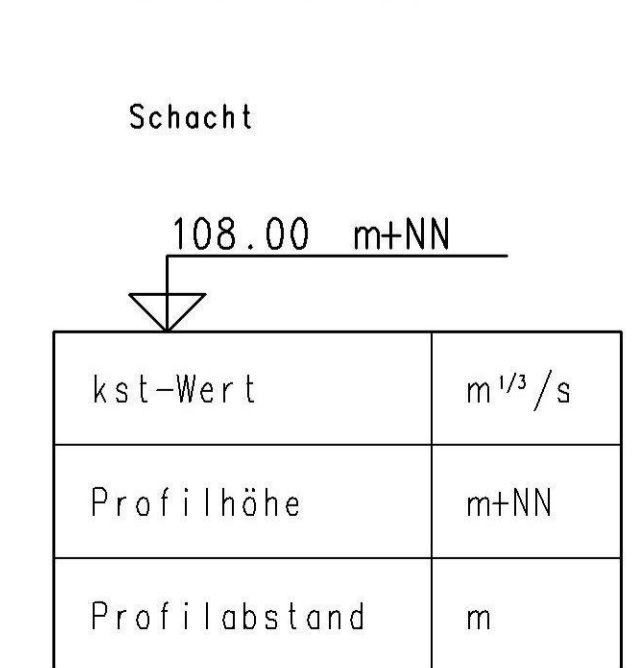 Schacht
108.00 m+NN
kst-Wert m¹/³/s
Profilhöhe m+NN
Profilabstand m